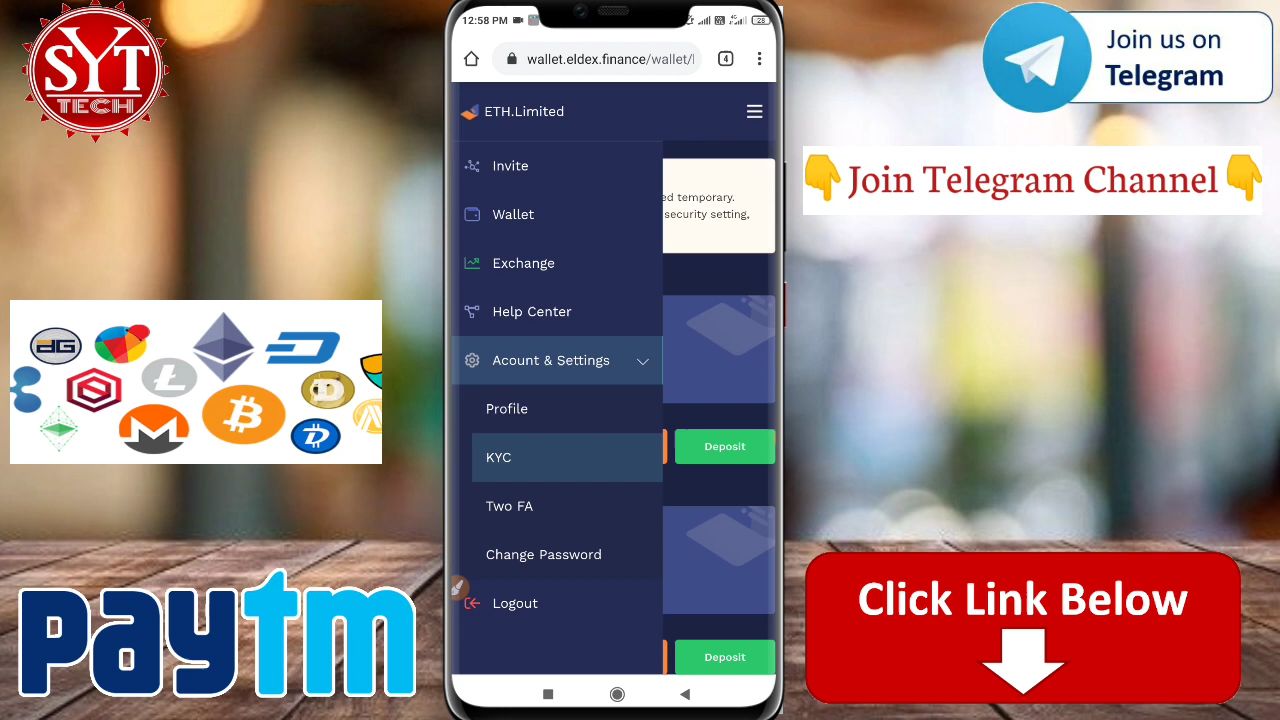 SYT
TECH
12:58 PM
28
wallet.eldex.finance/wallet/
4
ETH.Limited
Invite
Wallet
Exchange
Help Center
Acount & Settings
Profile
KYC
Two FA
Change Password
Logout
ed temporary.
security setting,
Deposit
Deposit
Join us on
Telegram
👇Join Telegram Channel👇
paytm
Click Link Below